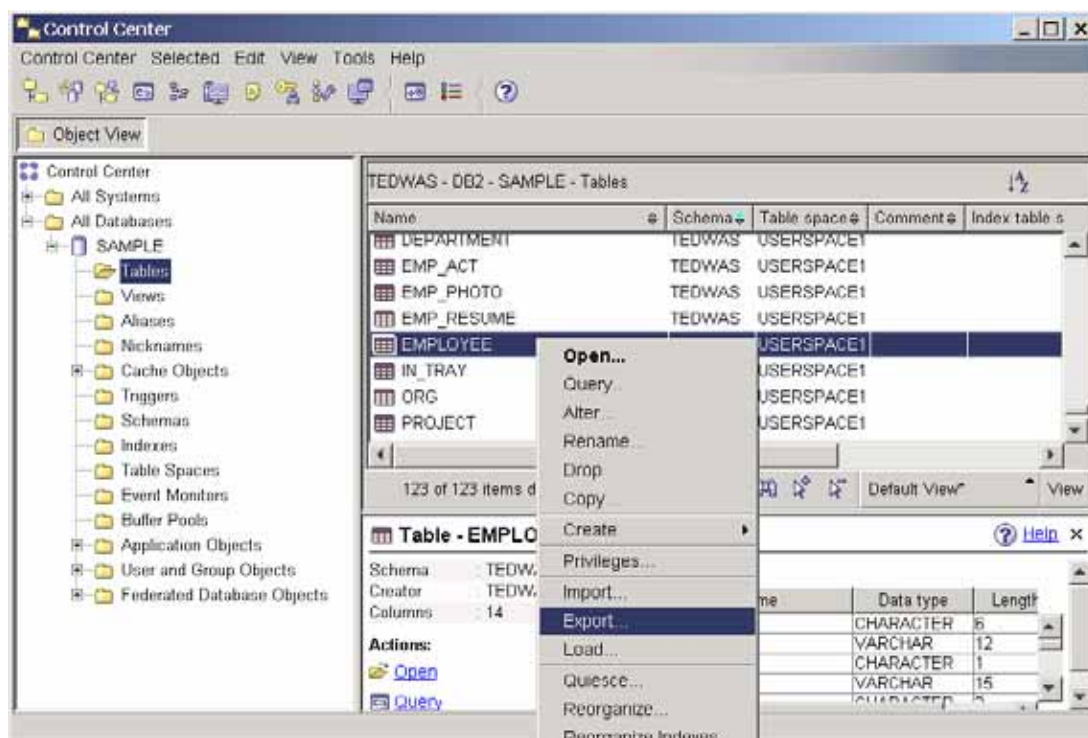 Control Center
Control Center Selected Edit View Tools Help
Object View
Control Center
All Systems
All Databases
SAMPLE
Tables
Views
Aliases
Nicknames
Cache Objects
Triggers
Schemas
Indexes
Table Spaces
Event Monitors
Buffer Pools
Application Objects
User and Group Objects
Federated Database Objects
TEDWAS - DB2 - SAMPLE - Tables
Name Schema Table space Comment Index table s
DEPARTMENT TEDWAS USERSPACE1
EMP_ACT TEDWAS USERSPACE1
EMP_PHOTO TEDWAS USERSPACE1
EMP_RESUME TEDWAS USERSPACE1
EMPLOYEE USERSPACE1
IN_TRAY USERSPACE1
ORG USERSPACE1
PROJECT USERSPACE1
123 of 123 items d Default View* View
Open...
Query...
Alter...
Rename...
Drop
Copy...
Create
Privileges...
Import...
Export...
Load...
Quiesce...
Reorganize...
Reorganize Indexes...
Table - EMPLO Help
Schema : TEDW
Creator : TEDW
Columns : 14
Actions:
Open
Query
me Data type Length
CHARACTER 6
VARCHAR 12
CHARACTER 1
VARCHAR 15
CHARACTER 3